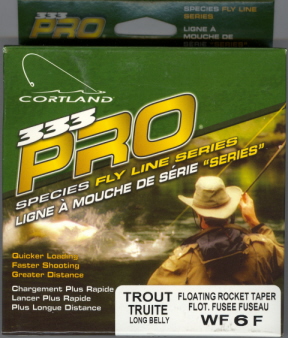 333
PRO
SPECIES FLY LINE
SERIES
LIGNE À
MOUCHE DE
SÉRIE "SERIES"
CORTLAND
333
PRO
SPECIES FLY LINE SERIES
LIGNE À MOUCHE DE SÉRIE "SERIES"
Quicker Loading
Faster Shooting
Greater Distance
Chargement Plus Rapide
Lancer Plus Rapide
Plus Longue Distance
TROUT
TRUITE
LONG BELLY
FLOATING ROCKET TAPER
FLOT. FUSEE FUSEAU
WF 6 F